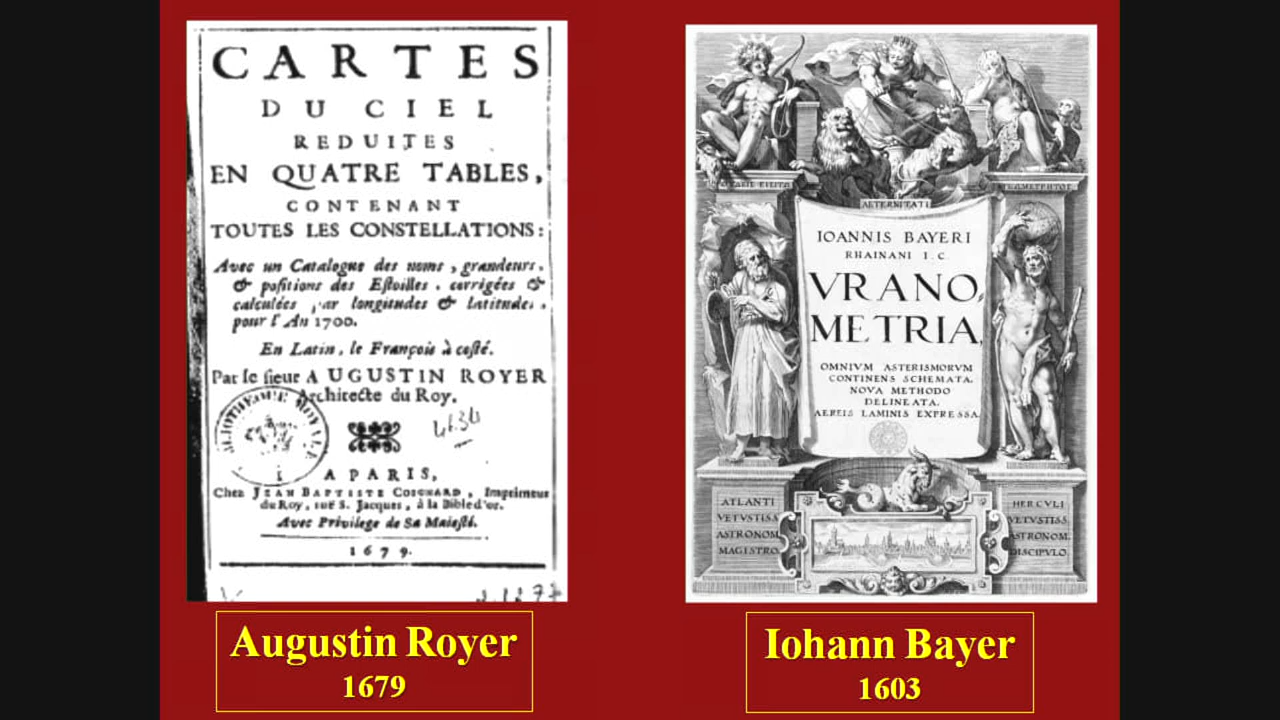 CARTES
DU CIEL
REDUITES
EN QUATRE TABLES,
CONTENANT
TOUTES LES CONSTELLATIONS:
Avec un Catalogue des noms, grandeurs,
& positions des Estoilles, corrigées &
calculées par longitudes & latitudes,
pour l'An 1700.
En Latin, le François à costé.
Par le sieur AUGUSTIN ROYER
Architecte du Roy.
A PARIS,
Chez JEAN BAPTISTE COIGNARD, Imprimeur
du Roy, ruë S. Jacques, à la Bible d'or.
Avec Privilege de Sa Maiesté.
1679.
Augustin Royer
1679
AETERNITATI
IOANNIS BAYERI
RHAINANI I.C.
VRANO,
METRIA,
OMNIVM ASTERISMORVM
CONTINENS SCHEMATA,
NOVA METHODO
DELINEATA,
AEREIS LAMINIS EXPRESSA.
ATLANTI
VETVSTISS.
ASTRONOM.
MAGISTRO.
HERCVLI
VETVSTISS.
ASTRONOM.
DISCIPVLO.
Iohann Bayer
1603